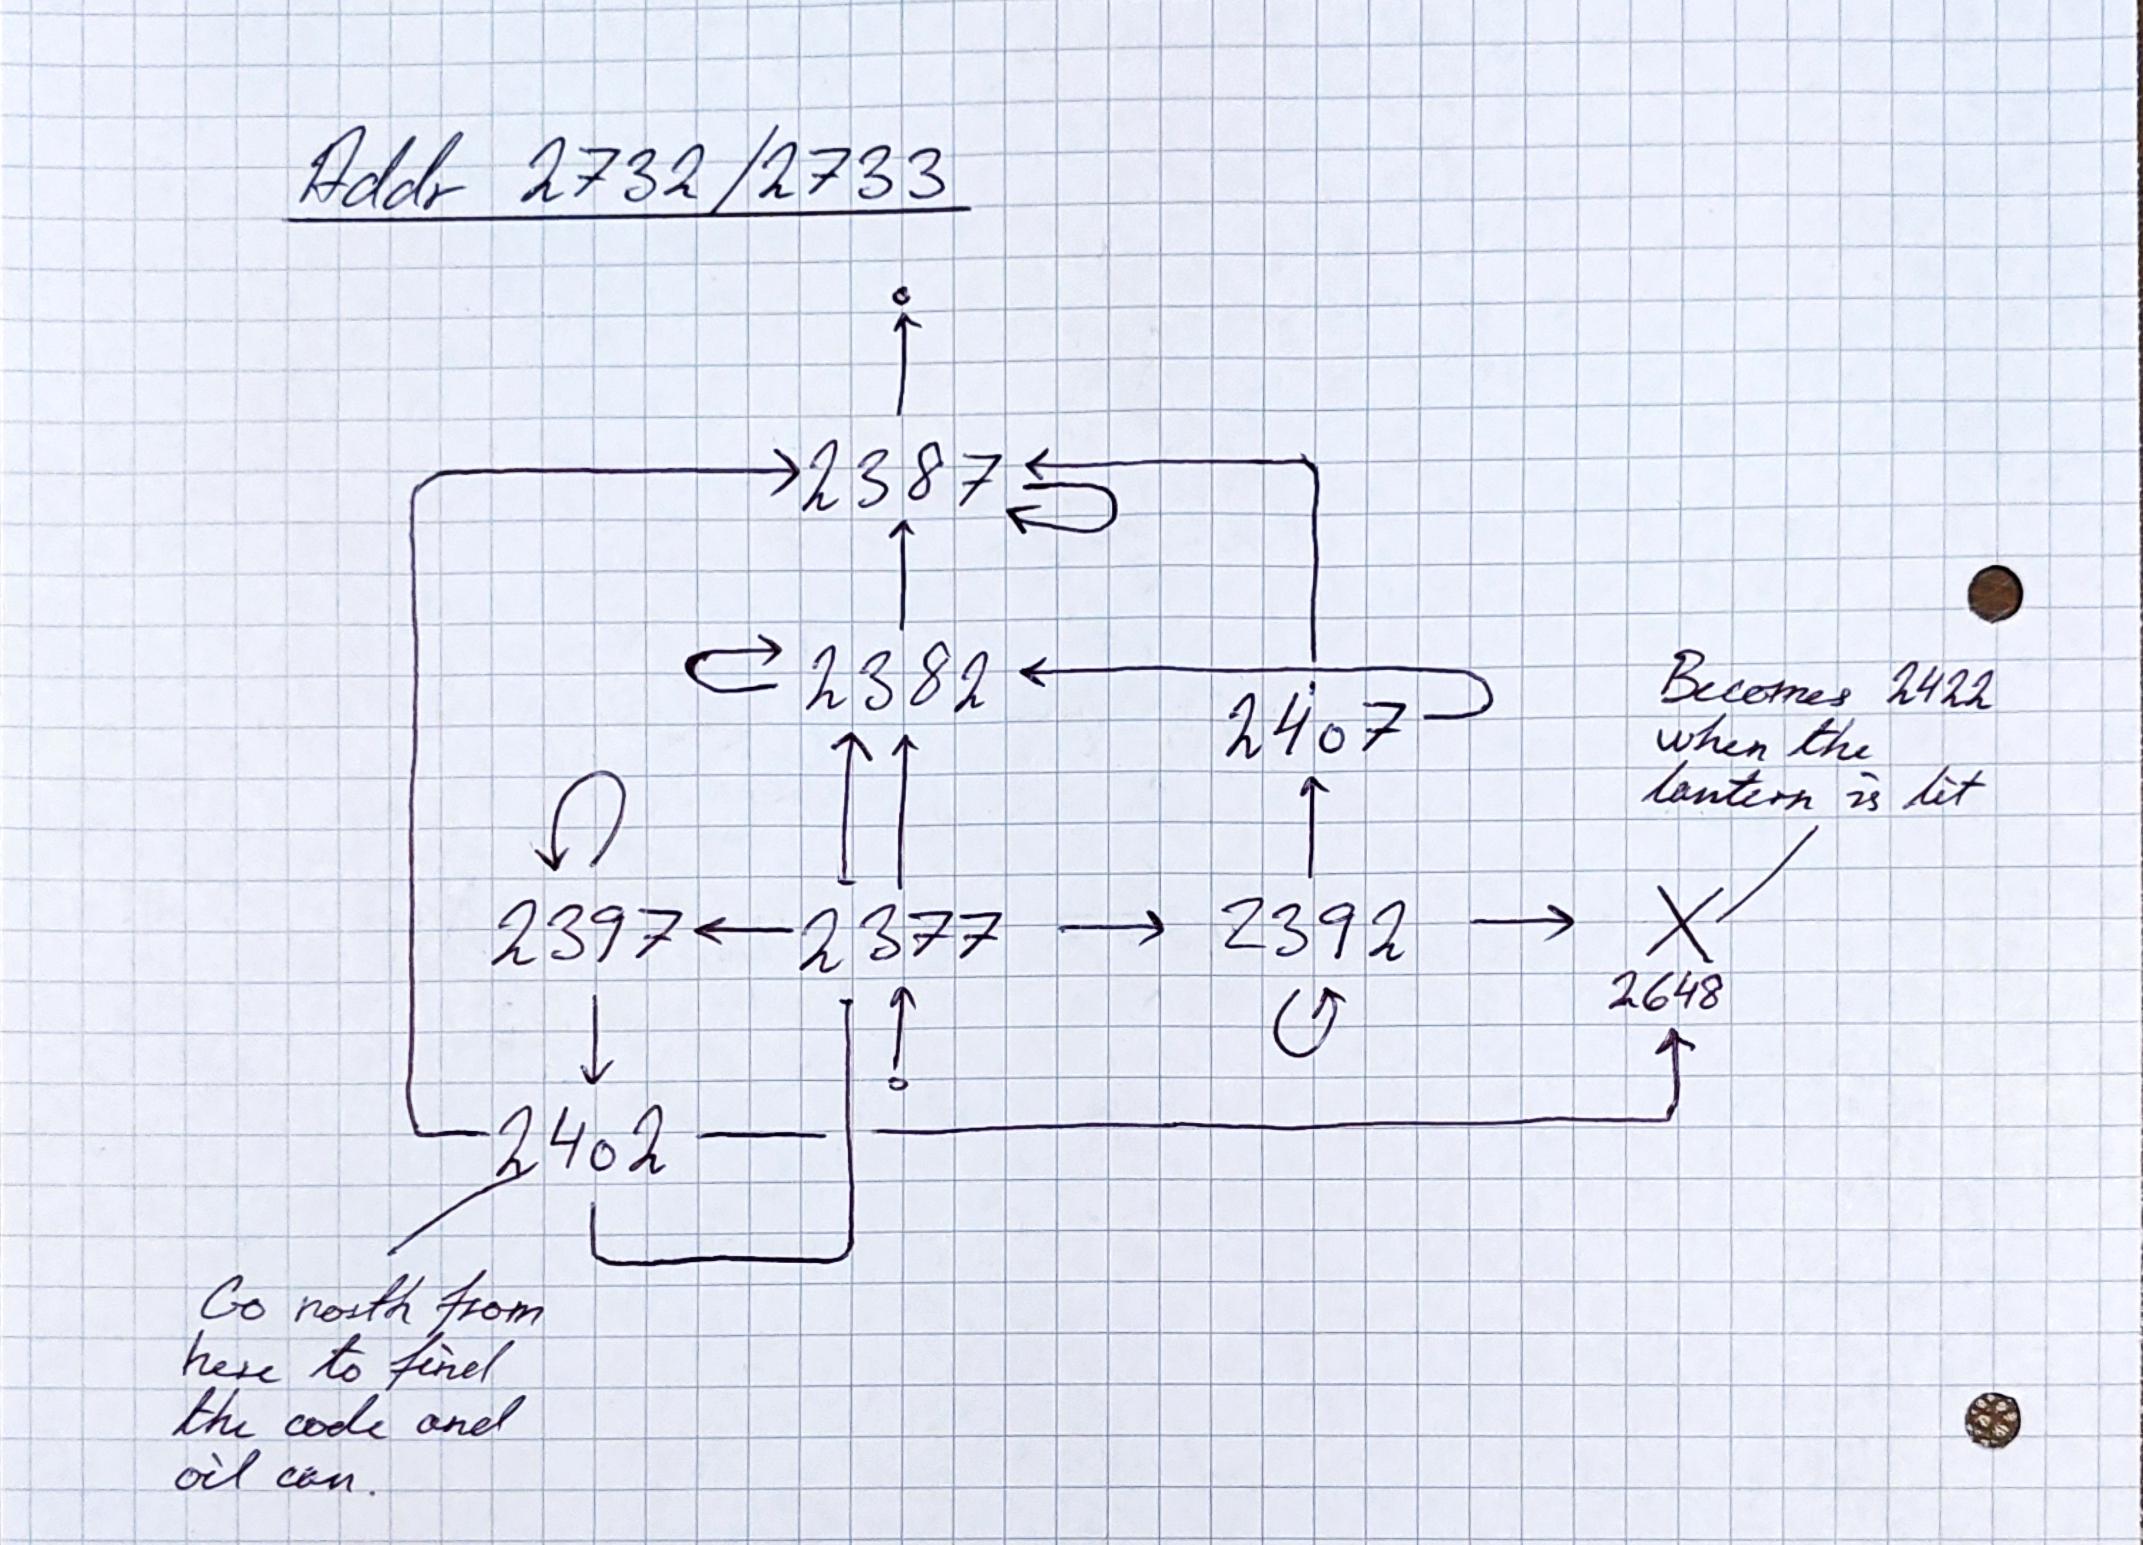 Addr 2732/2733
2387
2382
2407
Becomes 2422
when the
lantern is lit
2397
2377
2392
X
2648
2402
Go north from
here to find
the code and
oil can.